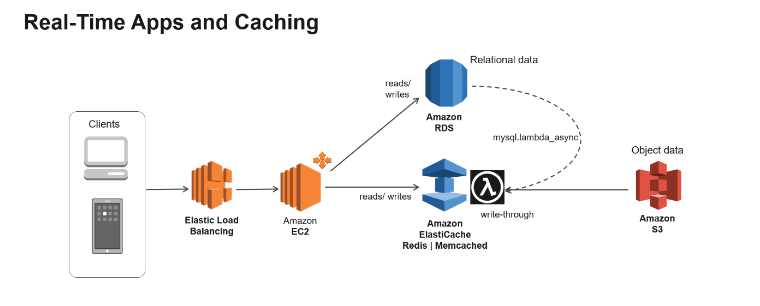 Real-Time Apps and Caching
Relational data
reads/
writes
Clients
Amazon
RDS
mysql.lambda_async
Object data
Elastic Load
Balancing
Amazon
EC2
reads/ writes
λ
write-through
Amazon
ElastiCache
Redis | Memcached
Amazon
S3